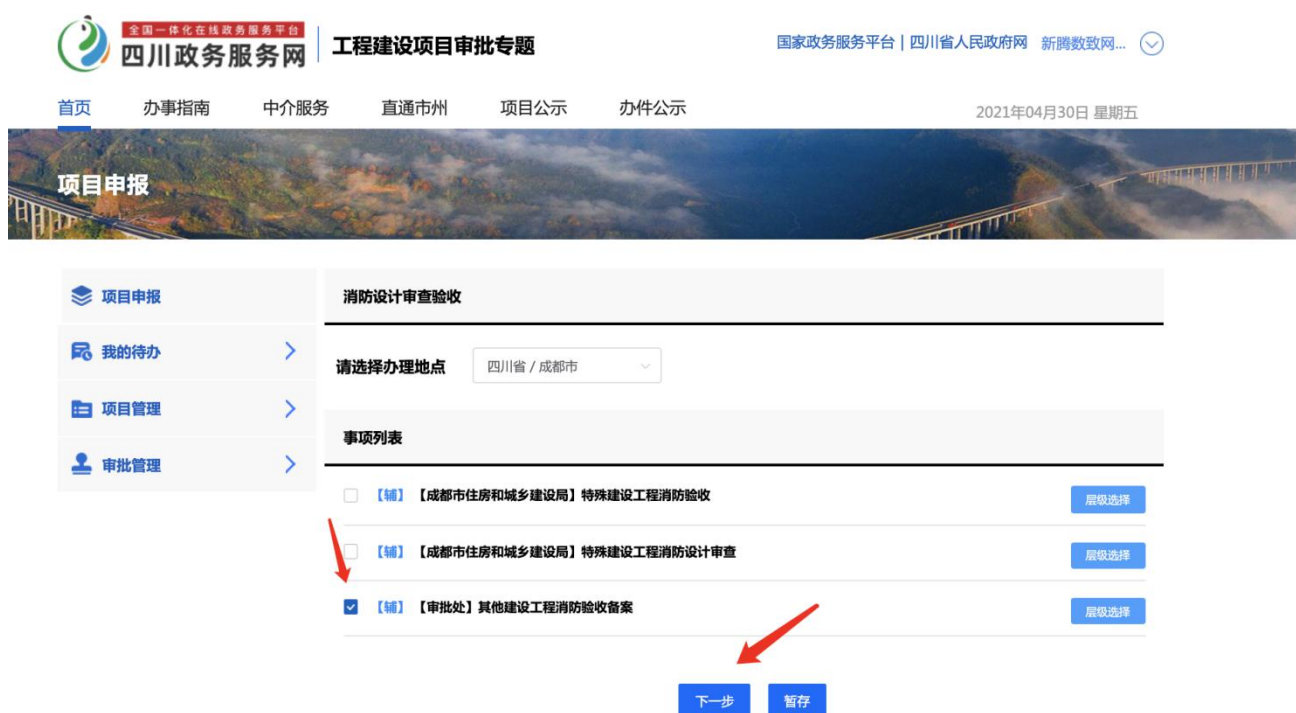 全国一体化在线政务服务平台
四川政务服务网
工程建设项目审批专题
国家政务服务平台 | 四川省人民政府网 新腾数致网...
首页 办事指南 中介服务 直通市州 项目公示 办件公示
2021年04月30日 星期五
项目申报
项目申报
我的待办
项目管理
审批管理
消防设计审查验收
请选择办理地点 四川省 / 成都市
事项列表
【辅】【成都市住房和城乡建设局】特殊建设工程消防验收 层级选择
【辅】【成都市住房和城乡建设局】特殊建设工程消防设计审查 层级选择
【辅】【审批处】其他建设工程消防验收备案 层级选择
下一步 暂存